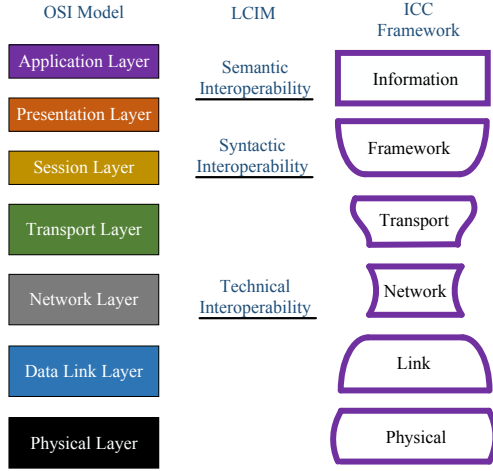 OSI Model
LCIM
ICC
Framework
Application Layer
Semantic
Interoperability
Information
Presentation Layer
Syntactic
Interoperability
Framework
Session Layer
Transport Layer
Transport
Network Layer
Technical
Interoperability
Network
Data Link Layer
Link
Physical Layer
Physical